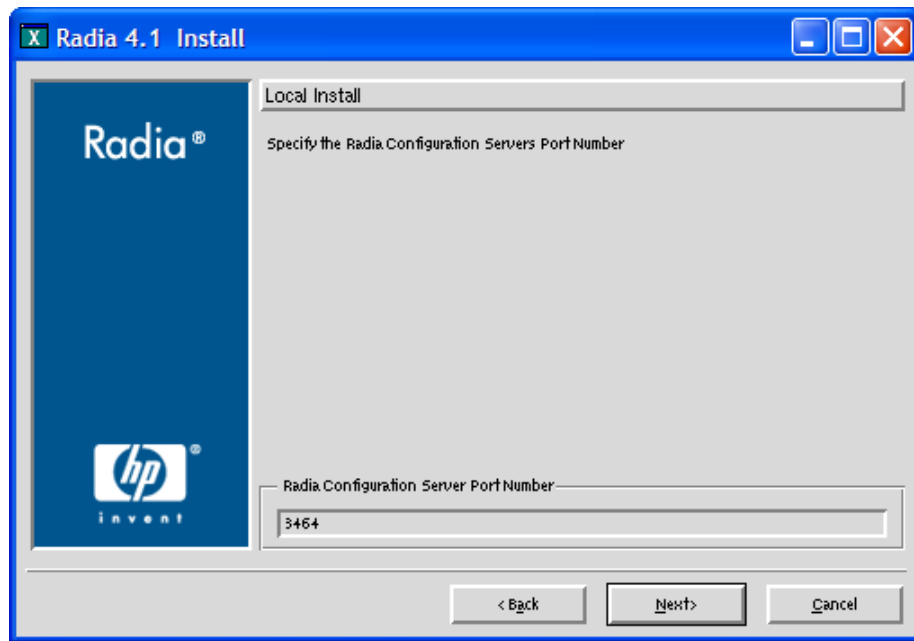 X Radia 4.1 Install
Local Install
Radia®
Specify the Radia Configuration Servers Port Number
hp®
invent
Radia Configuration Server Port Number
3464
< Back
Next>
Cancel